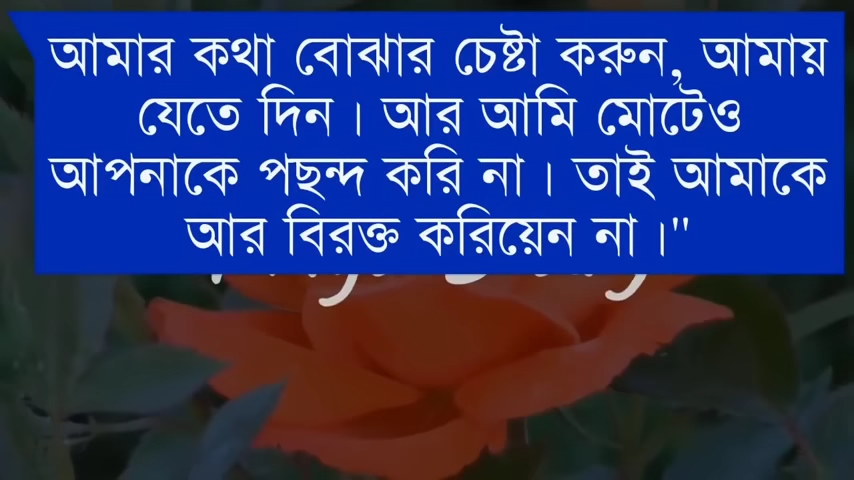 আমার কথা বোঝার চেষ্টা করুন, আমায়
যেতে দিন। আর আমি মোটেও
আপনাকে পছন্দ করি না। তাই আমাকে
আর বিরক্ত করিয়েন না।"